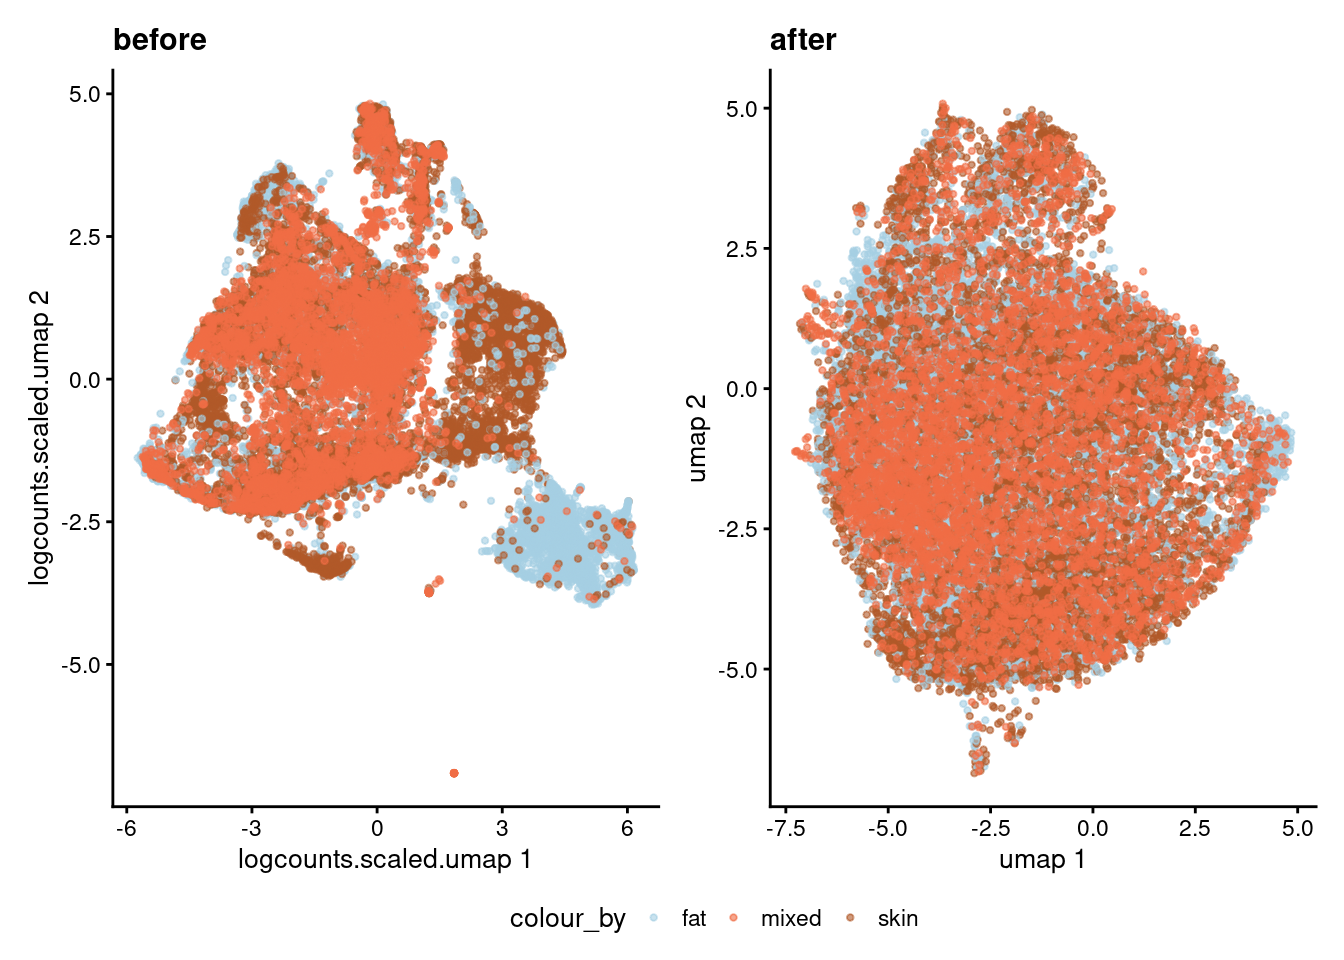 before
5.0
2.5
0.0
-2.5
-5.0
logcounts.scaled.umap 2
-6 -3 0 3 6
logcounts.scaled.umap 1
after
5.0
2.5
0.0
-2.5
-5.0
umap 2
-7.5 -5.0 -2.5 0.0 2.5 5.0
umap 1
colour_by fat mixed skin